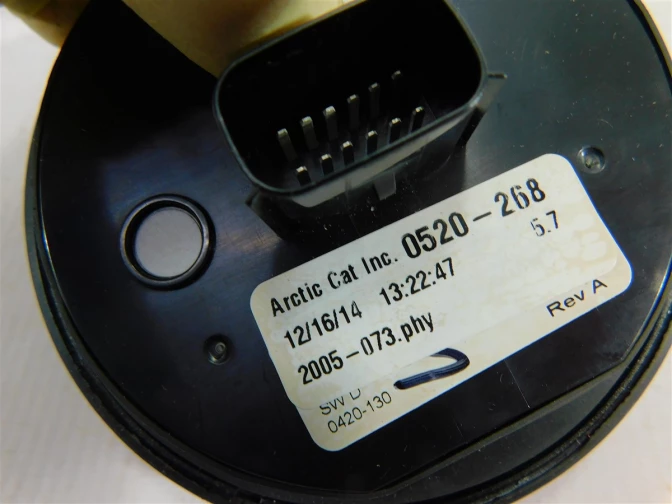 Arctic Cat Inc. 0520-268
12/16/14 13:22:47 5.7
2005-073.phy
SW D Rev A
0420-130